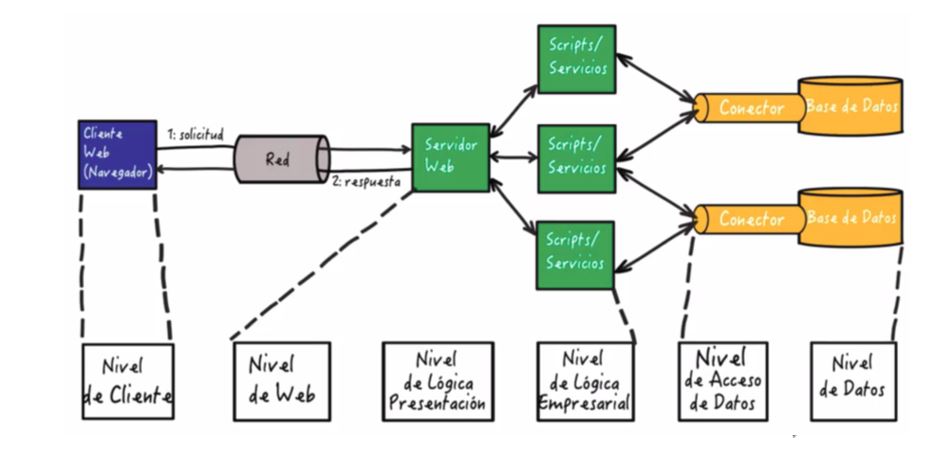 Cliente
Web
(Navegador)
1: solicitud
Red
2: respuesta
Servidor
Web
Scripts/
Servicios
Scripts/
Servicios
Scripts/
Servicios
Conector
Base de Datos
Conector
Base de Datos
Nivel
de Cliente
Nivel
de Web
Nivel
de Lógica
Presentación
Nivel
de Lógica
Empresarial
Nivel
de Acceso
de Datos
Nivel
de Datos